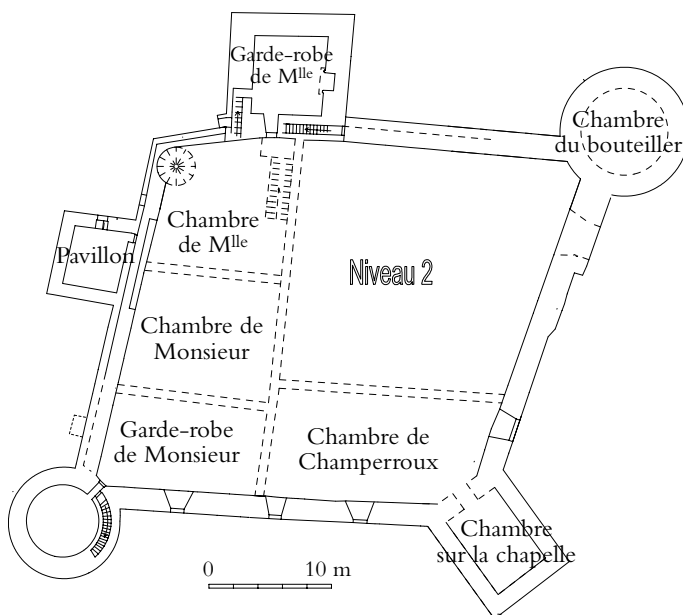 Garde-robe
de Mlle
Chambre
du bouteiller
Chambre
de Mlle
Pavillon
Niveau 2
Chambre de
Monsieur
Garde-robe
de Monsieur
Chambre de
Champerroux
Chambre
sur la chapelle
0 10 m